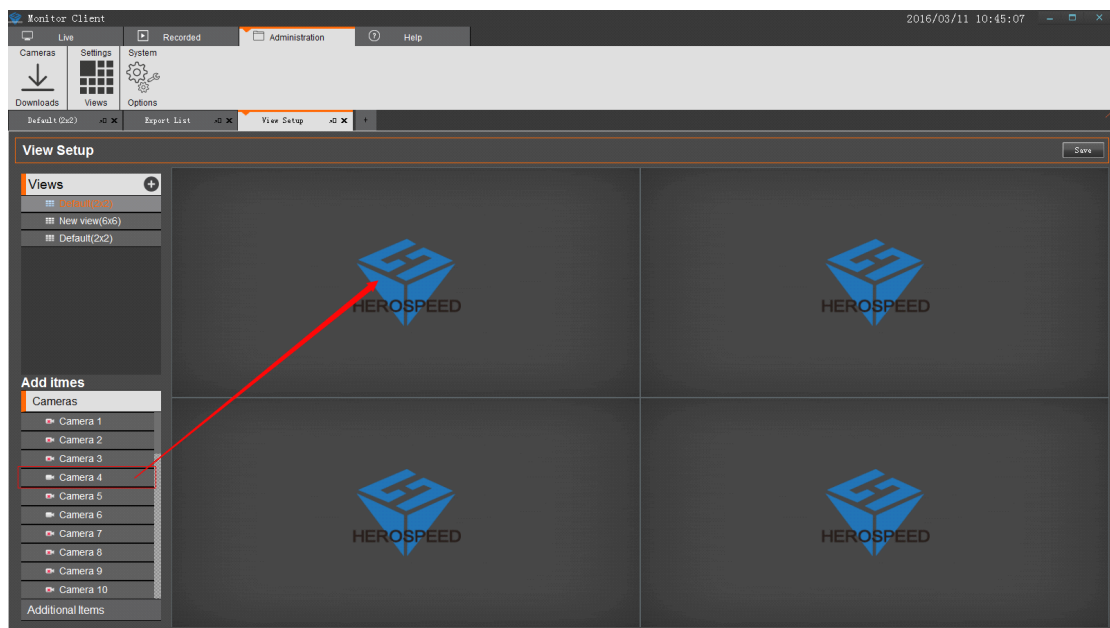 Monitor Client 2016/03/11 10:45:07
Live Recorded Administration Help
Cameras Settings System
Downloads Views Options
Default(2x2) Export List View Setup
View Setup Save
Views
Default(2x2)
New view(6x6)
Default(2x2)
HEROSPEED HEROSPEED
Add itmes
Cameras
Camera 1
Camera 2
Camera 3
Camera 4
Camera 5
Camera 6
Camera 7
HEROSPEED HEROSPEED
Camera 8
Camera 9
Camera 10
Additional Items